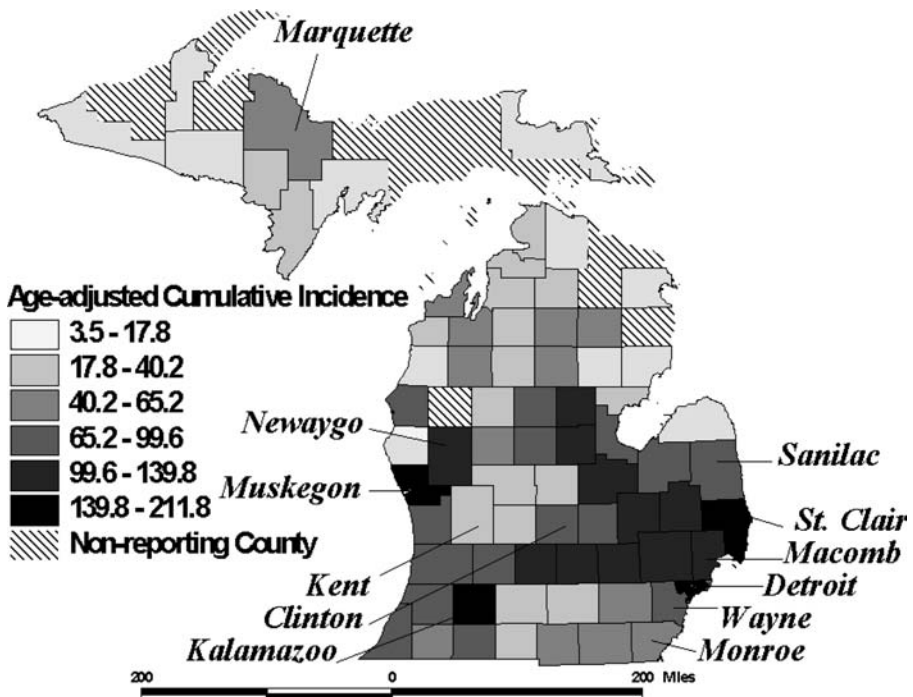 Marquette
Age-adjusted Cumulative Incidence
3.5 - 17.8
17.8 - 40.2
40.2 - 65.2
65.2 - 99.6
99.6 - 139.8
139.8 - 211.8
Non-reporting County
Newaygo
Muskegon
Kent
Clinton
Kalamazoo
Sanilac
St. Clair
Macomb
Detroit
Wayne
Monroe
200 0 200 Miles